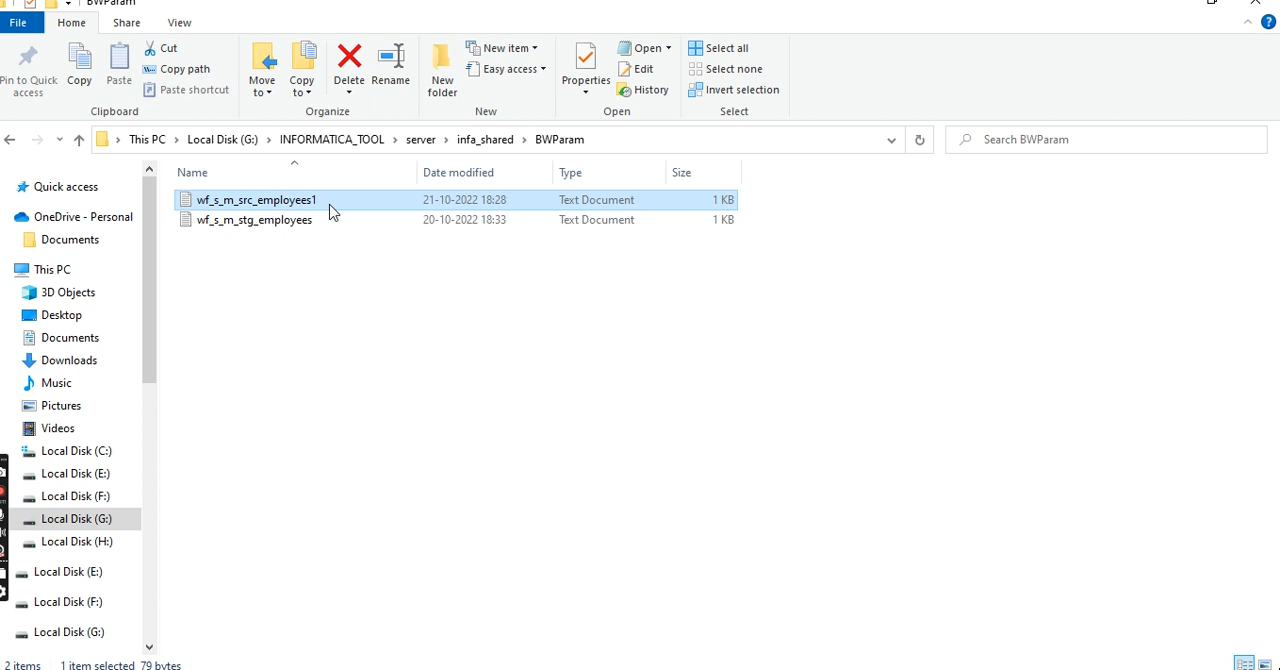 BWParam
File Home Share View
Pin to Quick access
Copy
Paste
Cut
Copy path
Paste shortcut
Clipboard
Move to
Copy to
Delete
Rename
Organize
New folder
New item
Easy access
New
Properties
Open
Edit
History
Open
Select all
Select none
Invert selection
Select
This PC > Local Disk (G:) > INFORMATICA_TOOL > server > infa_shared > BWParam
Search BWParam
Name Date modified Type Size
wf_s_m_src_employees1 21-10-2022 18:28 Text Document 1 KB
wf_s_m_stg_employees 20-10-2022 18:33 Text Document 1 KB
Quick access
OneDrive - Personal
Documents
This PC
3D Objects
Desktop
Documents
Downloads
Music
Pictures
Videos
Local Disk (C:)
Local Disk (E:)
Local Disk (F:)
Local Disk (G:)
Local Disk (H:)
Local Disk (E:)
Local Disk (F:)
Local Disk (G:)
2 items 1 item selected 79 bytes